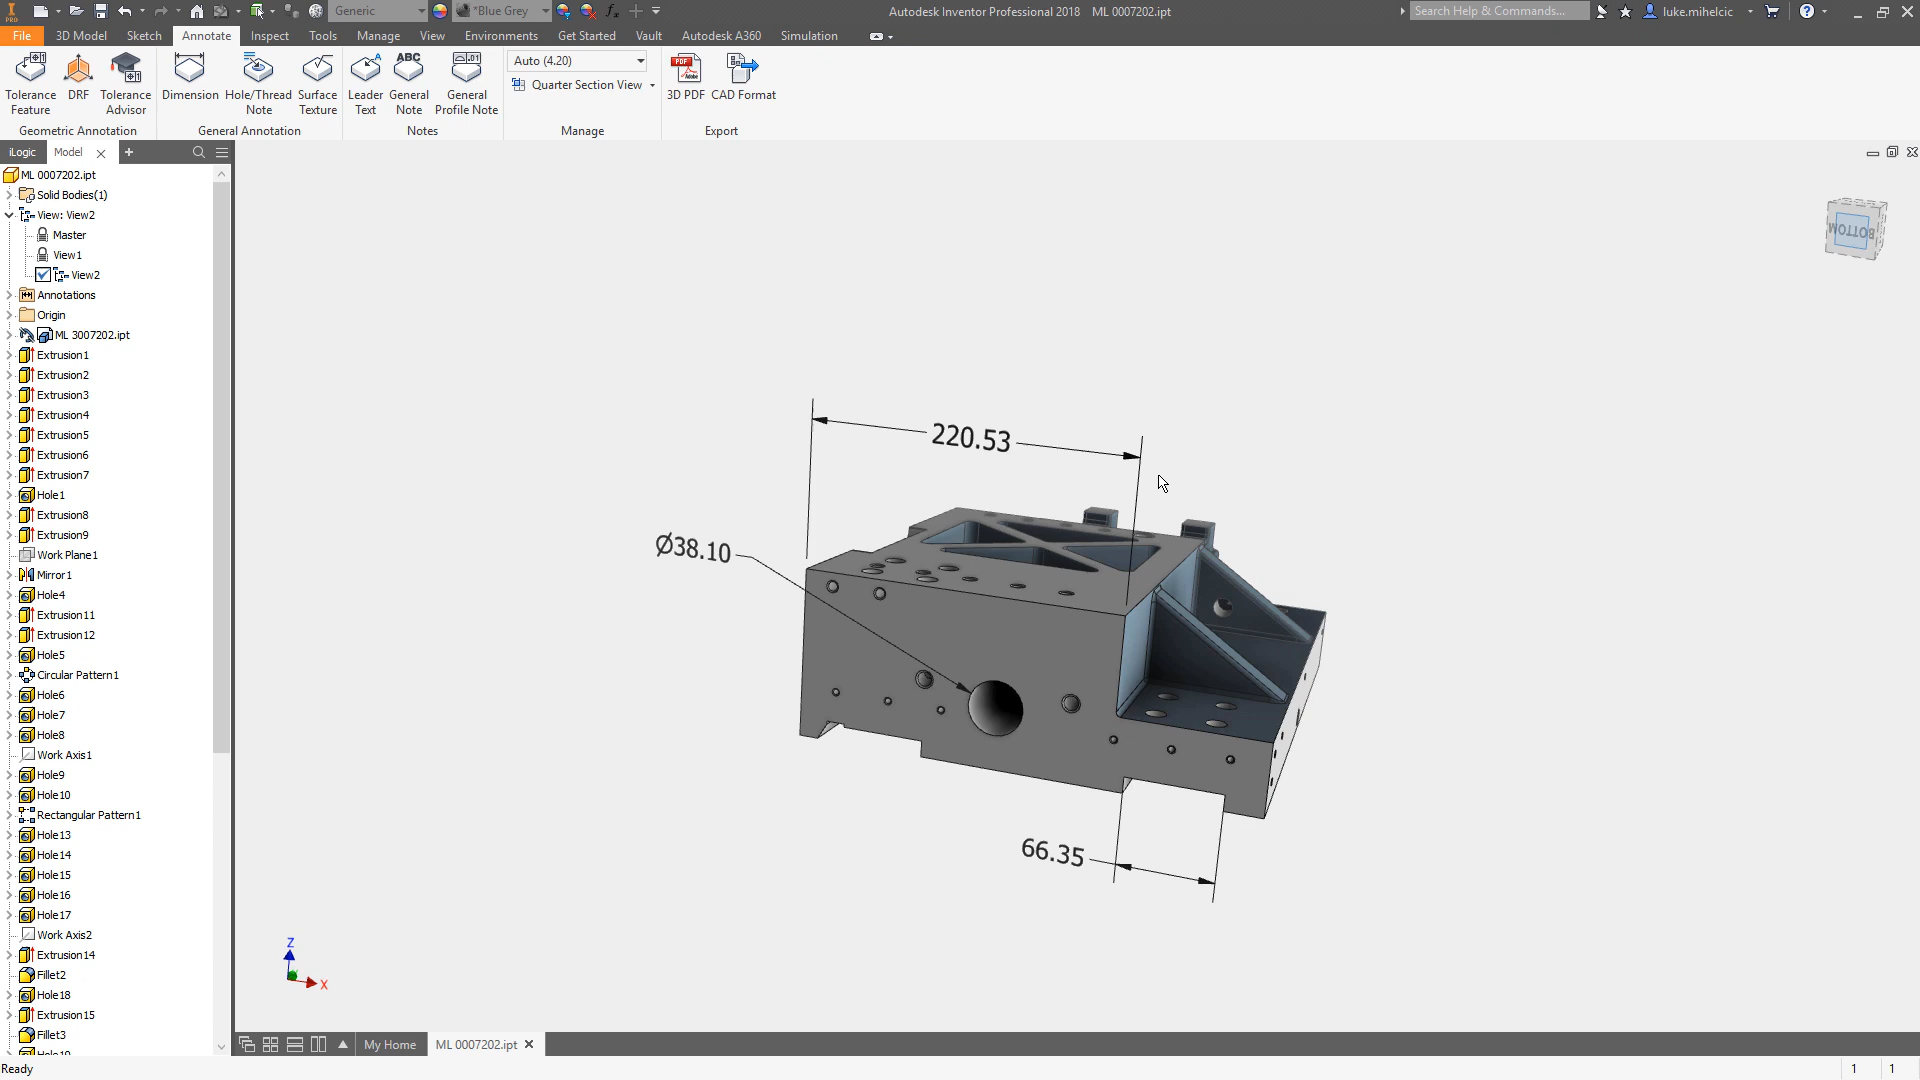 PRO
Generic
*Blue Grey
Autodesk Inventor Professional 2018 ML 0007202.ipt
Search Help & Commands...
luke.mihelcic
File
3D Model
Sketch
Annotate
Inspect
Tools
Manage
View
Environments
Get Started
Vault
Autodesk A360
Simulation
Tolerance Feature
DRF
Tolerance Advisor
Dimension
Hole/Thread Note
Surface Texture
Leader Text
ABC
General Note
.01
General Profile Note
Auto (4.20)
Quarter Section View
PDF
Adobe
3D PDF
CAD Format
Geometric Annotation
General Annotation
Notes
Manage
Export
iLogic
Model
ML 0007202.ipt
Solid Bodies(1)
View: View2
Master
View1
View2
Annotations
Origin
ML 3007202.ipt
Extrusion1
Extrusion2
Extrusion3
Extrusion4
Extrusion5
Extrusion6
Extrusion7
Hole1
Extrusion8
Extrusion9
Work Plane1
Mirror1
Hole4
Extrusion11
Extrusion12
Hole5
Circular Pattern1
Hole6
Hole7
Hole8
Work Axis1
Hole9
Hole10
Rectangular Pattern1
Hole13
Hole14
Hole15
Hole16
Hole17
Work Axis2
Extrusion14
Fillet2
Hole18
Extrusion15
Fillet3
Hole19
BOTTOM
220.53
Ø38.10
66.35
Z
X
My Home
ML 0007202.ipt
Ready
1
1